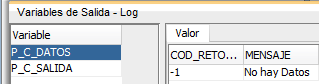 Variables de Salida - Log
Variable
P_C_DATOS
P_C_SALIDA
Valor
COD_RETO... MENSAJE
-1 No hay Datos